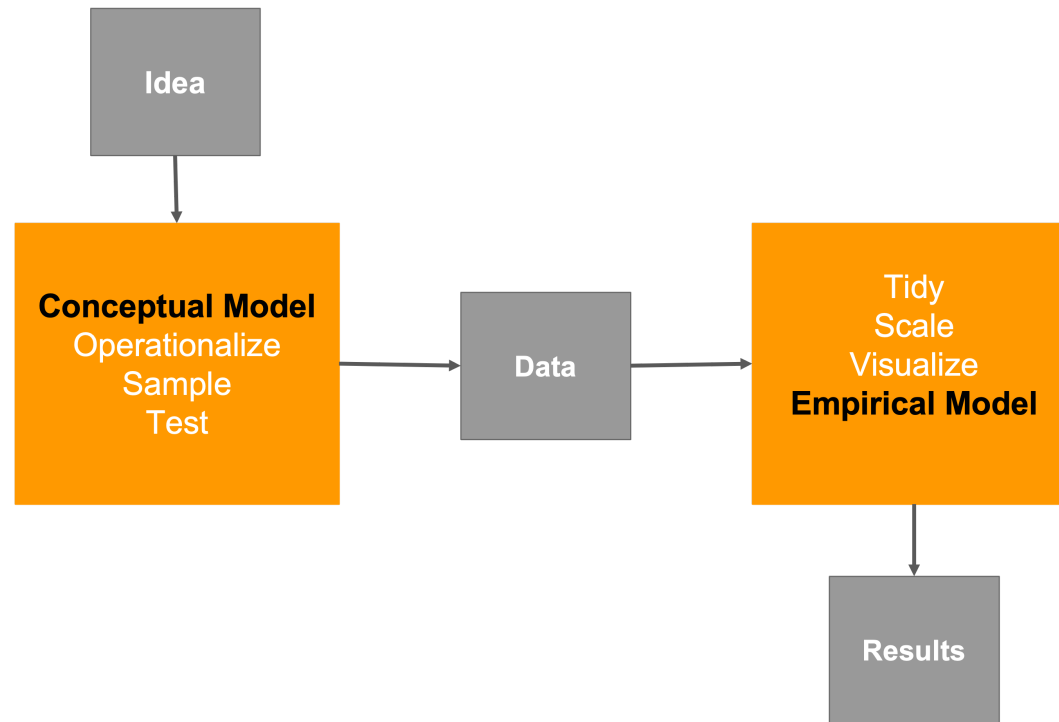 Idea
Conceptual Model
Operationalize
Sample
Test
Data
Tidy
Scale
Visualize
Empirical Model
Results